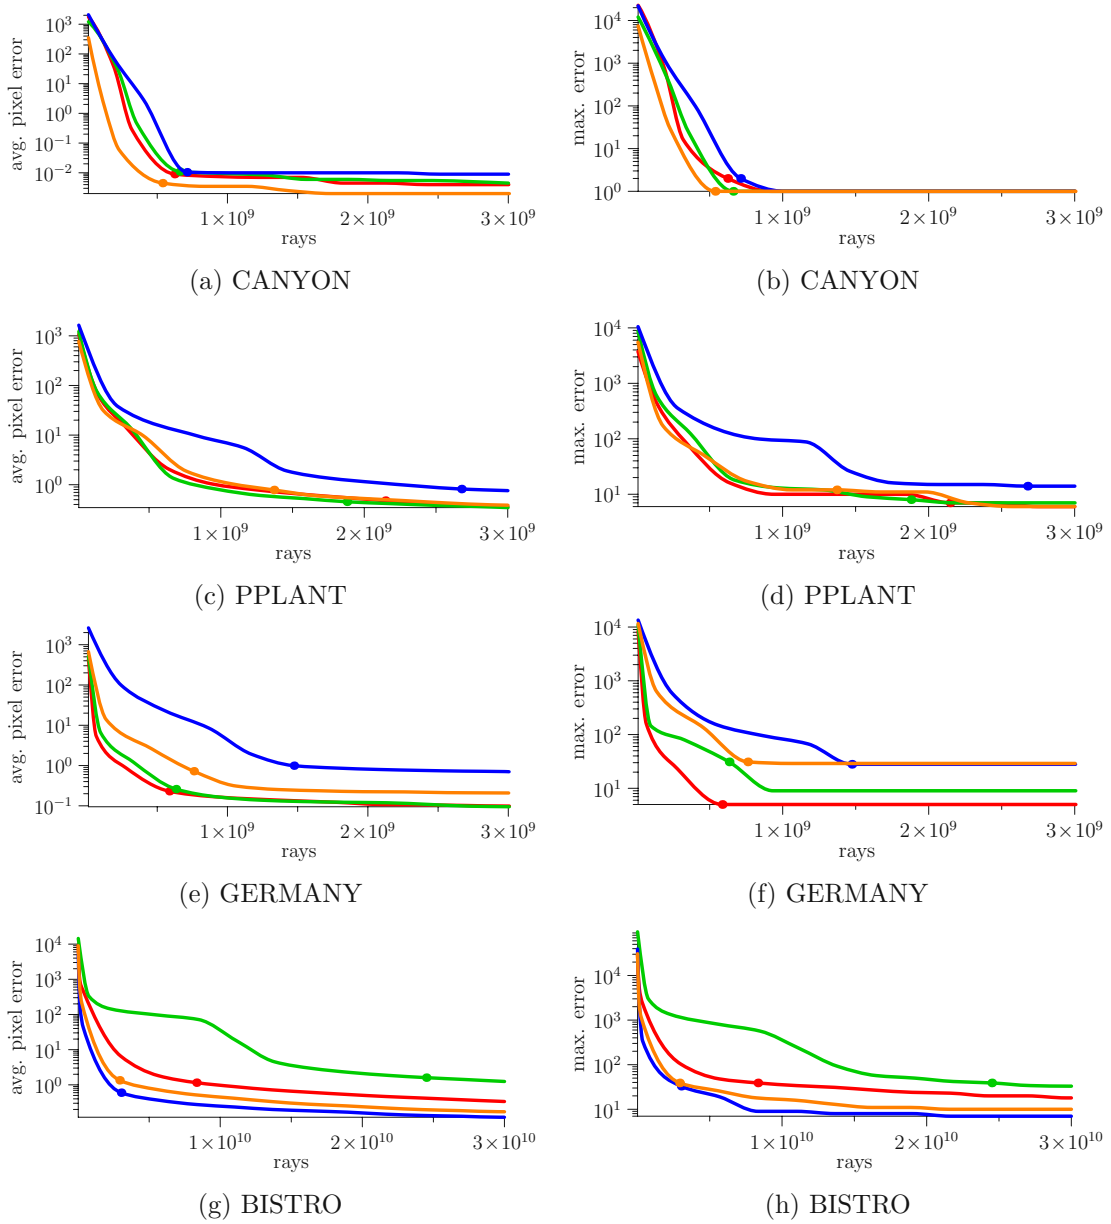 avg. pixel error
10³
10²
10¹
10⁰
10⁻¹
10⁻²
1×10⁹
2×10⁹
3×10⁹
rays
(a) CANYON
max. error
10⁴
10³
10²
10¹
10⁰
1×10⁹
2×10⁹
3×10⁹
rays
(b) CANYON
avg. pixel error
10³
10²
10¹
10⁰
1×10⁹
2×10⁹
3×10⁹
rays
(c) PPLANT
max. error
10⁴
10³
10²
10¹
1×10⁹
2×10⁹
3×10⁹
rays
(d) PPLANT
avg. pixel error
10³
10²
10¹
10⁰
10⁻¹
1×10⁹
2×10⁹
3×10⁹
rays
(e) GERMANY
max. error
10⁴
10³
10²
10¹
1×10⁹
2×10⁹
3×10⁹
rays
(f) GERMANY
avg. pixel error
10⁴
10³
10²
10¹
10⁰
1×10¹⁰
2×10¹⁰
3×10¹⁰
rays
(g) BISTRO
max. error
10⁴
10³
10²
10¹
1×10¹⁰
2×10¹⁰
3×10¹⁰
rays
(h) BISTRO